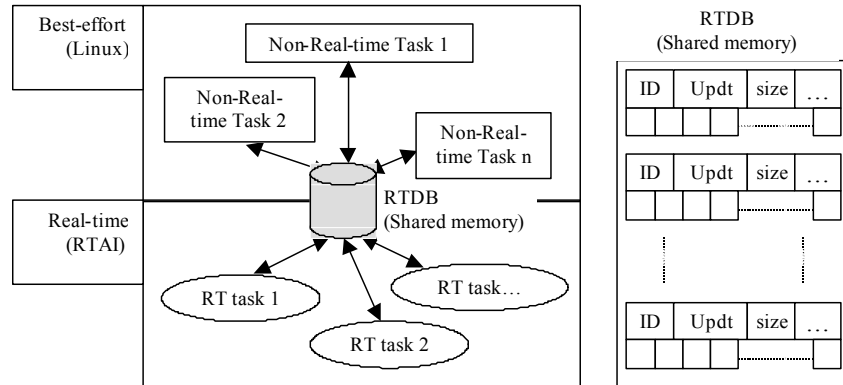 Best-effort
(Linux)
Non-Real-time Task 1
Non-Real-
time Task 2
Non-Real-
time Task n
RTDB
(Shared memory)
Real-time
(RTAI)
RT task 1
RT task 2
RT task…
RTDB
(Shared memory)
ID Updt size …
ID Updt size …
ID Updt size …